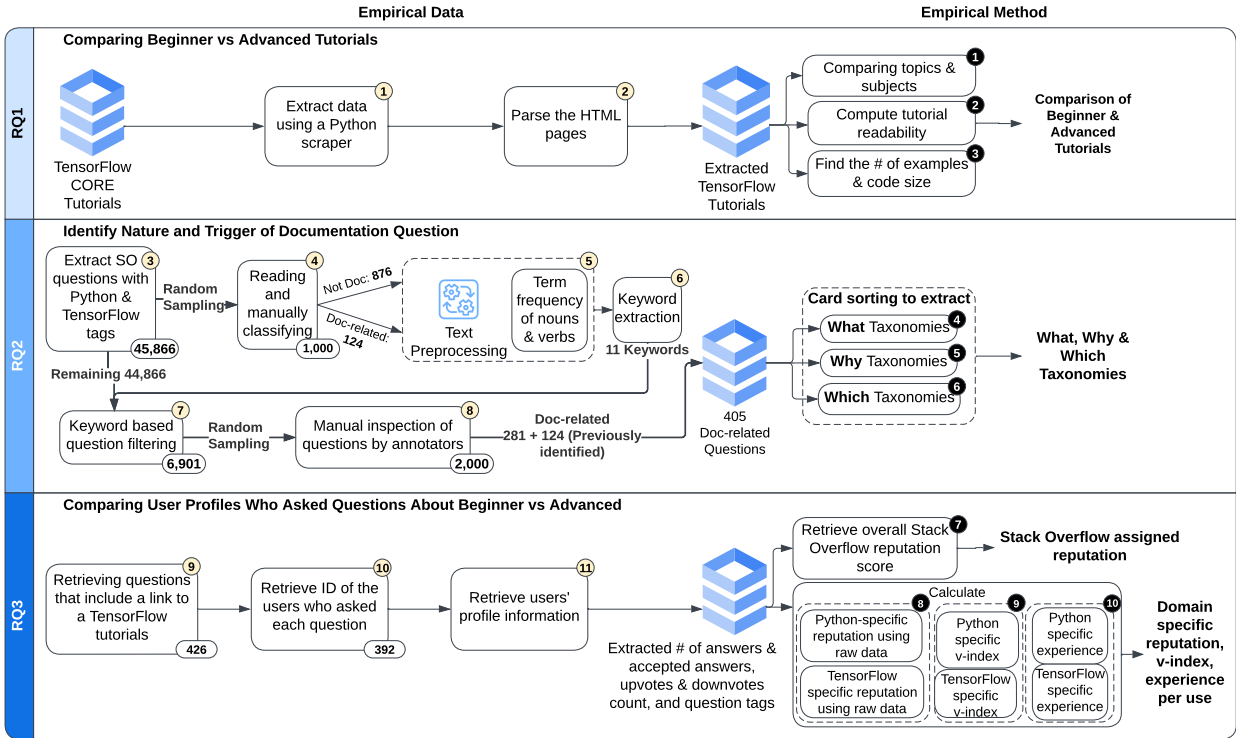 Empirical Data
Empirical Method
RQ1
Comparing Beginner vs Advanced Tutorials
TensorFlow
CORE
Tutorials
1
Extract data
using a Python
scraper
2
Parse the HTML
pages
Extracted
TensorFlow
Tutorials
1
Comparing topics &
subjects
2
Compute tutorial
readability
3
Find the # of examples
& code size
Comparison of
Beginner &
Advanced
Tutorials
RQ2
Identify Nature and Trigger of Documentation Question
3
Extract SO
questions with
Python &
TensorFlow
tags
45,866
Random
Sampling
4
Reading
and
manually
classifying
1,000
Not Doc: 876
Doc-related:
124
5
Text
Preprocessing
Term
frequency
of nouns
& verbs
6
Keyword
extraction
11 Keywords
Remaining 44,866
7
Keyword based
question filtering
6,901
Random
Sampling
8
Manual inspection of
questions by annotators
2,000
Doc-related
281 + 124 (Previously
identified)
405
Doc-related
Questions
Card sorting to extract
What Taxonomies
4
Why Taxonomies
5
Which Taxonomies
6
What, Why &
Which
Taxonomies
RQ3
Comparing User Profiles Who Asked Questions About Beginner vs Advanced
9
Retrieving questions
that include a link to
a TensorFlow
tutorials
426
10
Retrieve ID of the
users who asked
each question
392
11
Retrieve users'
profile information
Extracted # of answers &
accepted answers,
upvotes & downvotes
count, and question tags
7
Retrieve overall Stack
Overflow reputation
score
Stack Overflow assigned
reputation
Calculate
8
Python-specific
reputation using
raw data
TensorFlow
specific reputation
using raw data
9
Python
specific
v-index
TensorFlow
specific
v-index
10
Python
specific
experience
TensorFlow
specific
experience
Domain
specific
reputation,
v-index,
experience
per use